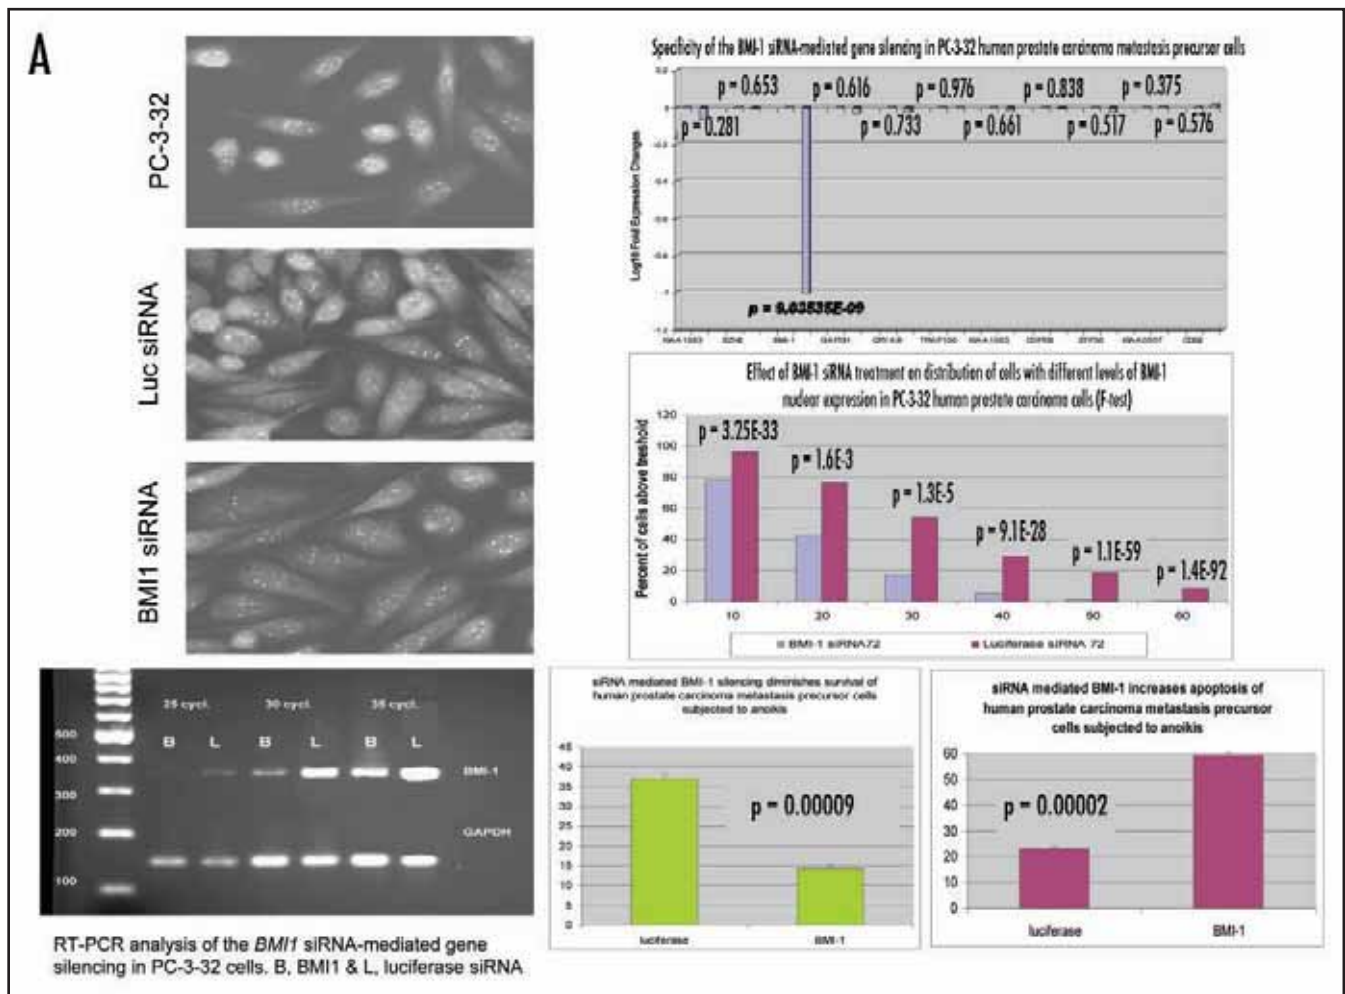 A
PC-3-32
Luc siRNA
BMI1 siRNA
Specificity of the BMI-1 siRNA-mediated gene silencing in PC-3-32 human prostate carcinoma metastasis precursor cells
p = 0.653 p = 0.616 p = 0.976 p = 0.838 p = 0.375
p = 0.281 p = 0.733 p = 0.661 p = 0.517 p = 0.576
Log10 Fold Expression Changes
BMI-1
Effect of BMI-1 siRNA treatment on distribution of cells with different levels of BMI-1
nuclear expression in PC-3-32 human prostate carcinoma cells (F-test)
Percent of cells above treshold
120
100
80
60
40
20
0
p = 3.25E-33
p = 1.6E-3
p = 1.3E-5
p = 9.1E-28
p = 1.1E-59
p = 1.4E-92
10 20 30 40 50 60
BMI-1 siRNA72 Luciferase siRNA 72
25 cycl. 30 cycl. 35 cycl.
B L B L B L
500
400
300
200
100
BMI-1
GAPDH
RT-PCR analysis of the BMI1 siRNA-mediated gene
silencing in PC-3-32 cells. B, BMI1 & L, luciferase siRNA
siRNA mediated BMI-1 silencing diminishes survival of
human prostate carcinoma metastasis precursor cells
subjected to anoikis
45
40
35
30
25
20
15
10
5
0
p = 0.00009
luciferase BMI-1
siRNA mediated BMI-1 increases apoptosis of
human prostate carcinoma metastasis precursor
cells subjected to anoikis
60
50
40
30
20
10
0
p = 0.00002
luciferase BMI-1